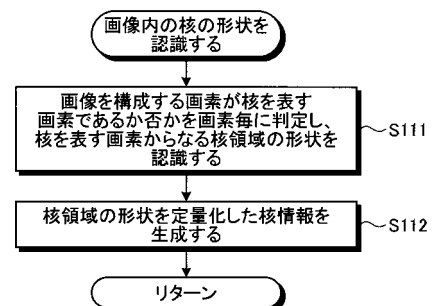 画像内の核の形状を
認識する
画像を構成する画素が核を表す
画素であるか否かを画素毎に判定し、
核を表す画素からなる核領域の形状を
認識する
S111
核領域の形状を定量化した核情報を
生成する
S112
リターン